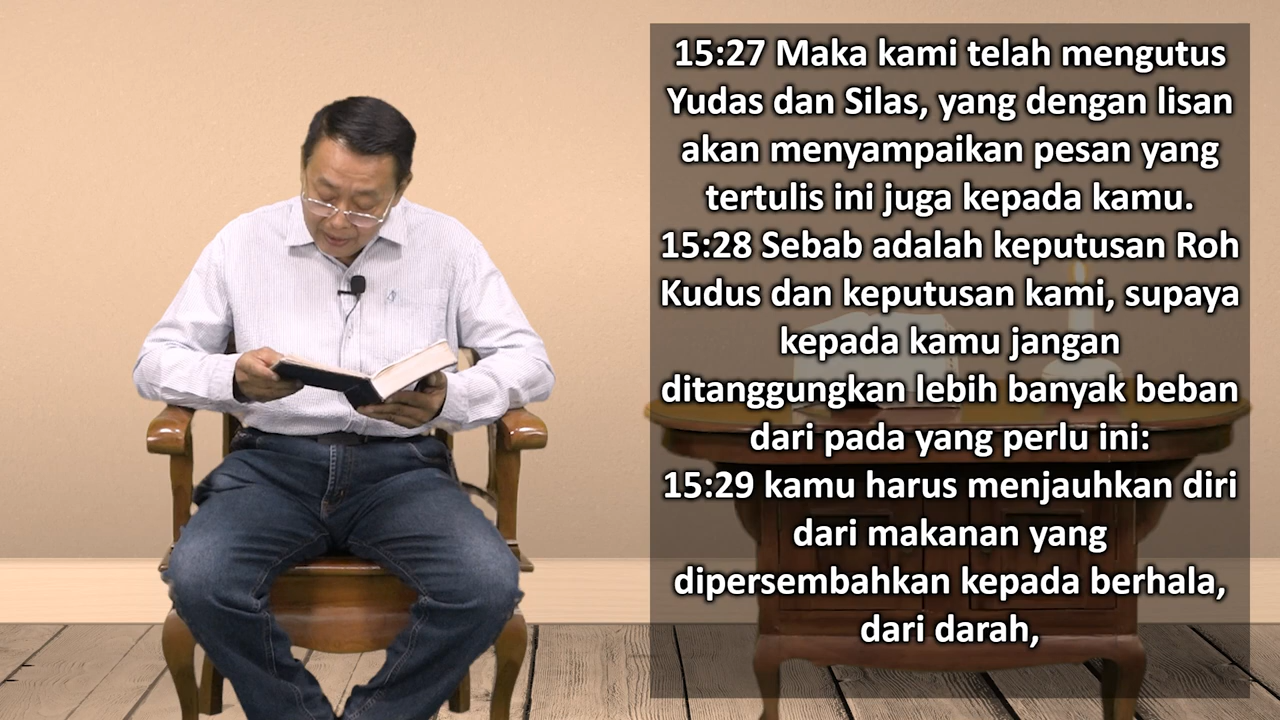 15:27 Maka kami telah mengutus
Yudas dan Silas, yang dengan lisan
akan menyampaikan pesan yang
tertulis ini juga kepada kamu.
15:28 Sebab adalah keputusan Roh
Kudus dan keputusan kami, supaya
kepada kamu jangan
ditanggungkan lebih banyak beban
dari pada yang perlu ini:
15:29 kamu harus menjauhkan diri
dari makanan yang
dipersembahkan kepada berhala,
dari darah,